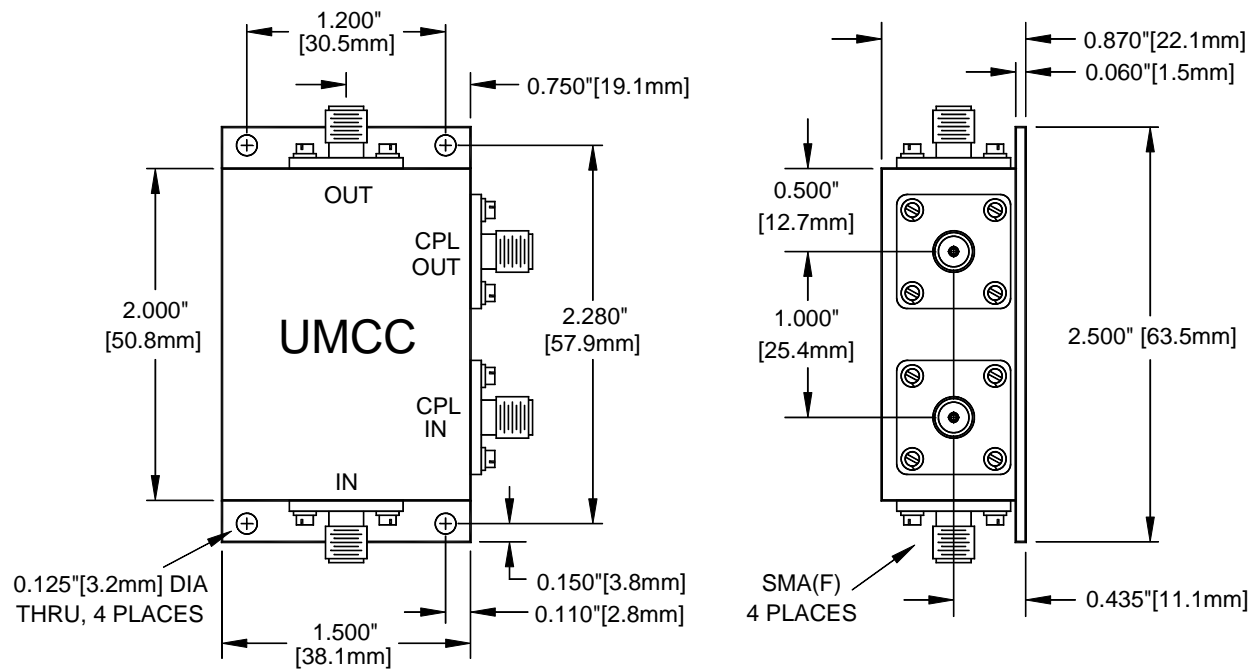 1.200"
[30.5mm]
0.750"[19.1mm]
OUT
CPL
OUT
2.000"
[50.8mm]
UMCC
2.280"
[57.9mm]
CPL
IN
IN
0.125"[3.2mm] DIA
THRU, 4 PLACES
0.150"[3.8mm]
0.110"[2.8mm]
1.500"
[38.1mm]
0.870"[22.1mm]
0.060"[1.5mm]
0.500"
[12.7mm]
1.000"
[25.4mm]
2.500" [63.5mm]
SMA(F)
4 PLACES
0.435"[11.1mm]